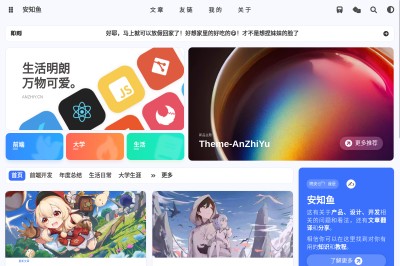 安知鱼
文章 友链 我的 关于
好耶，马上就可以放假回家了！好想家里的好吃的😋！才不是想捏妹妹的脸了
生活明朗
万物可爱。
ANZHIYU.CN
JS
前端
大学
生活
Theme-AnZhiYu
更多推荐
首页 前端开发 年度总结 生活日常 大学生涯 » 更多
安知鱼
这有关于产品、设计、开发相关的问题和看法，还有文章翻译和分享。
相信你可以在这里找到对你有用的知识和教程。
了解更多